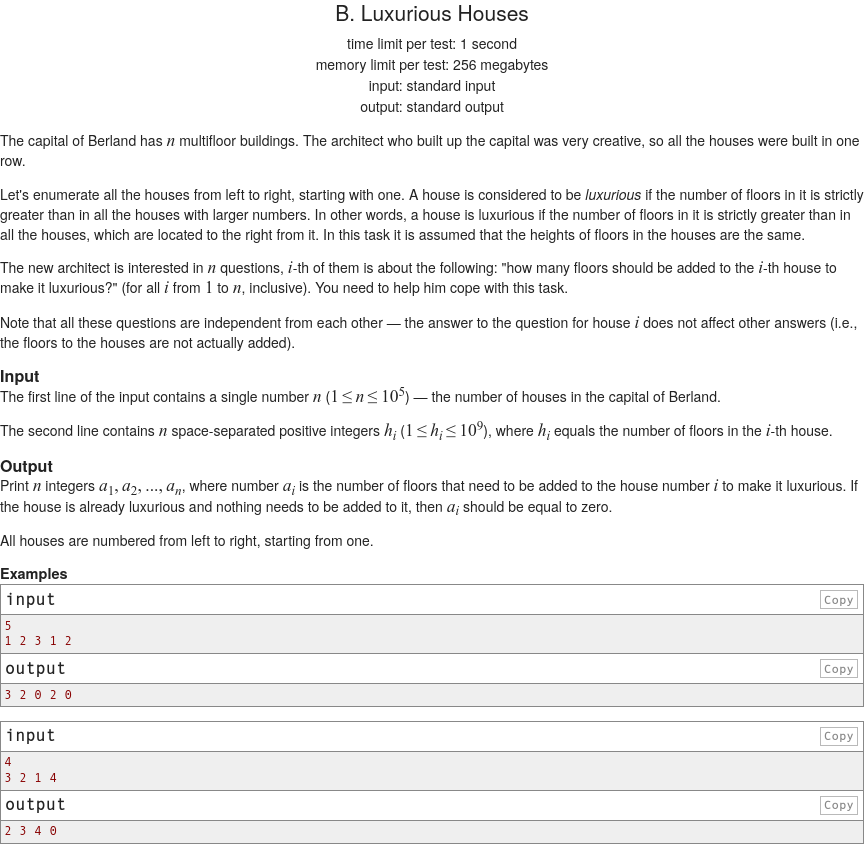 B. Luxurious Houses
time limit per test: 1 second
memory limit per test: 256 megabytes
input: standard input
output: standard output
The capital of Berland has n multifloor buildings. The architect who built up the capital was very creative, so all the houses were built in one
row.
Let's enumerate all the houses from left to right, starting with one. A house is considered to be luxurious if the number of floors in it is strictly
greater than in all the houses with larger numbers. In other words, a house is luxurious if the number of floors in it is strictly greater than in
all the houses, which are located to the right from it. In this task it is assumed that the heights of floors in the houses are the same.
The new architect is interested in n questions, i-th of them is about the following: "how many floors should be added to the i-th house to
make it luxurious?" (for all i from 1 to n, inclusive). You need to help him cope with this task.
Note that all these questions are independent from each other — the answer to the question for house i does not affect other answers (i.e.,
the floors to the houses are not actually added).
Input
The first line of the input contains a single number n (1 ≤ n ≤ 10^5) — the number of houses in the capital of Berland.
The second line contains n space-separated positive integers h_i (1 ≤ h_i ≤ 10^9), where h_i equals the number of floors in the i-th house.
Output
Print n integers a_1, a_2, ..., a_n, where number a_i is the number of floors that need to be added to the house number i to make it luxurious. If
the house is already luxurious and nothing needs to be added to it, then a_i should be equal to zero.
All houses are numbered from left to right, starting from one.
Examples
input Copy
5
1 2 3 1 2
output Copy
3 2 0 2 0
input Copy
4
3 2 1 4
output Copy
2 3 4 0